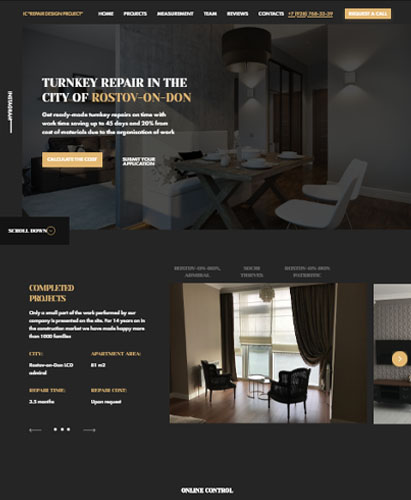 IC "REPAIR DESIGN PROJECT"
HOME
PROJECTS
MEASUREMENT
TEAM
REVIEWS
CONTACTS
+7 (928) 758-32-29
REQUEST A CALL
INSTAGRAM
TURNKEY REPAIR IN THE
CITY OF ROSTOV-ON-DON
Get ready-made turnkey repairs on time with
work time saving up to 45 days and 20% from
cost of materials due to the organization of work
CALCULATE THE COST
SUBMIT YOUR
APPLICATION
SCROLL DOWN
ROSTOV-ON-DON,
ADMIRAL
SOCHI
ROSTOV-ON-DON
PATRIOTIC
COMPLETED
PROJECTS
Only a small part of the work performed by our
company is presented on the site. For 14 years on in
the construction market we have made happy more
than 1000 families
CITY:
Rostov-on-Don LCD
admiral
APARTMENT AREA:
81 m2
REPAIR TIME:
3,5 months
REPAIR COST:
Upon request
ONLINE CONTROL